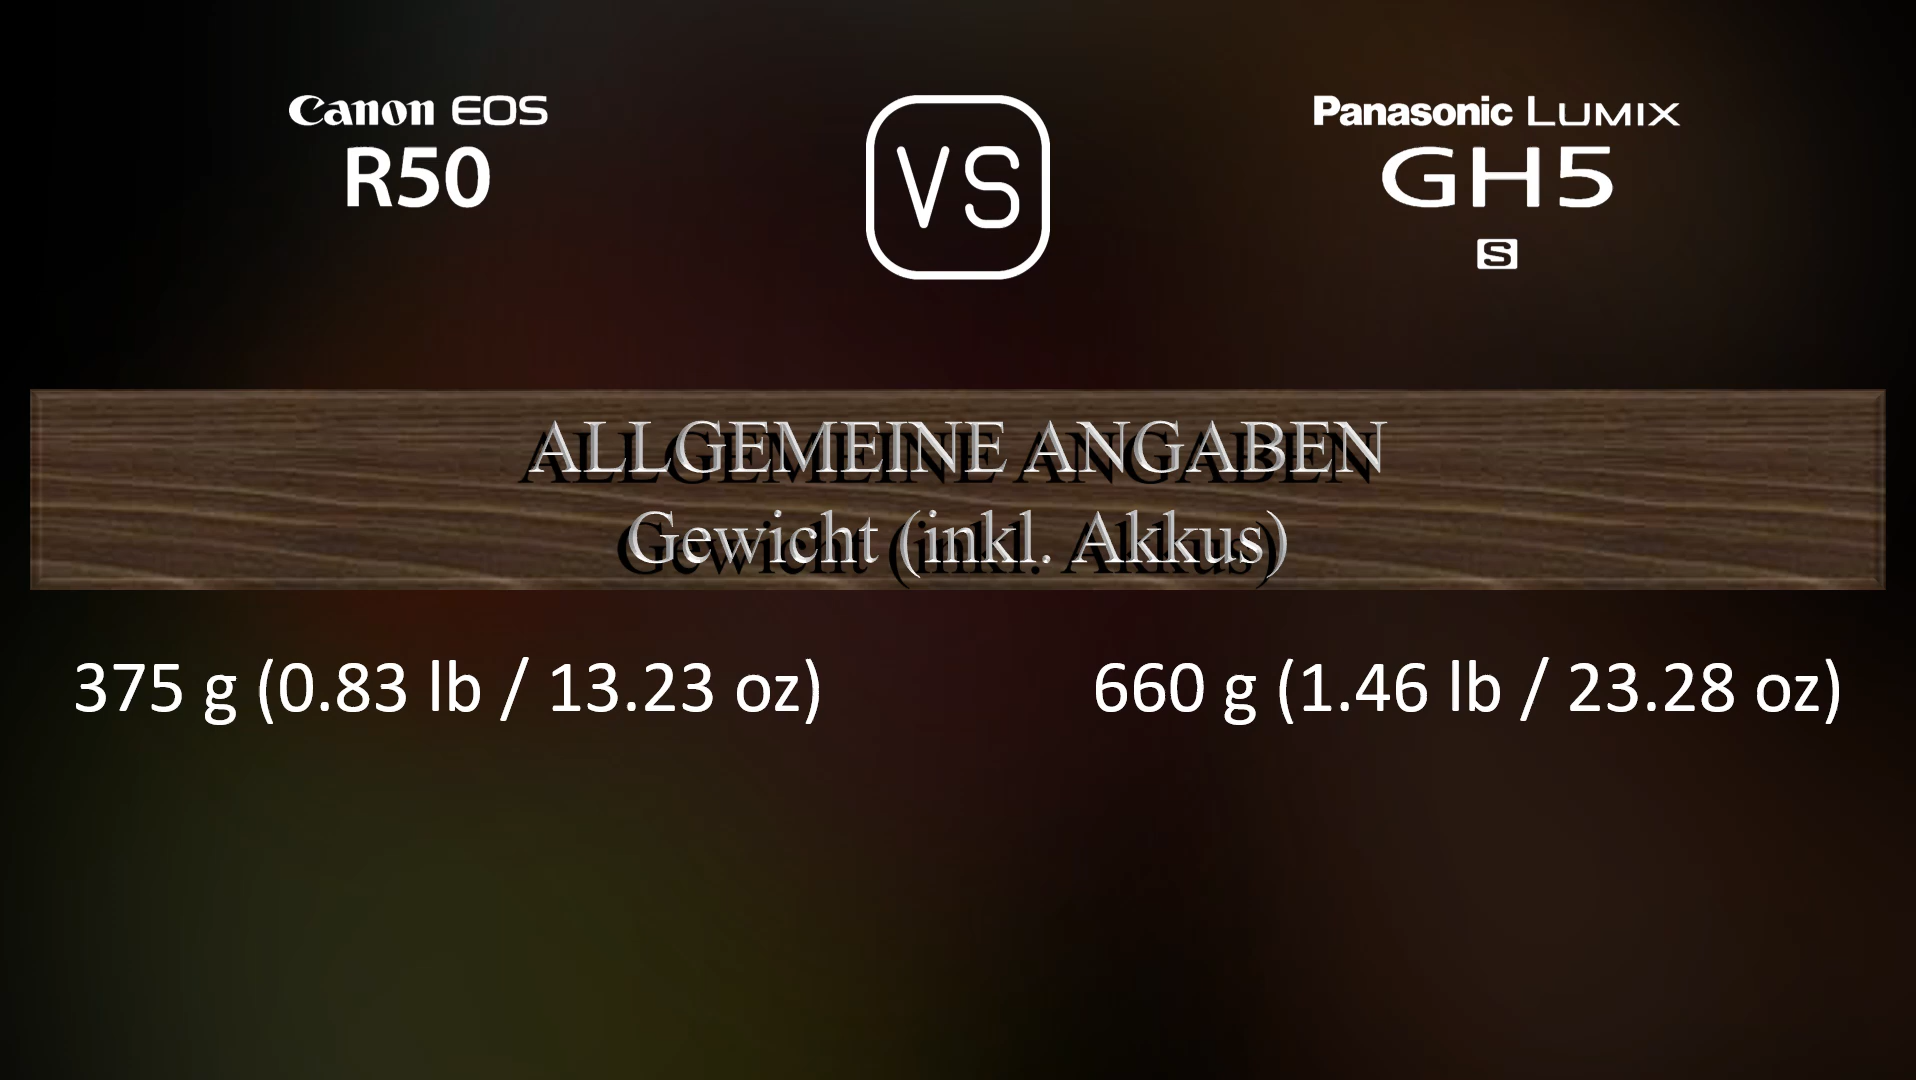 Canon EOS
R50
VS
Panasonic LUMIX
GH5
S
ALLGEMEINE ANGABEN
Gewicht (inkl. Akkus)
375 g (0.83 lb / 13.23 oz)
660 g (1.46 lb / 23.28 oz)